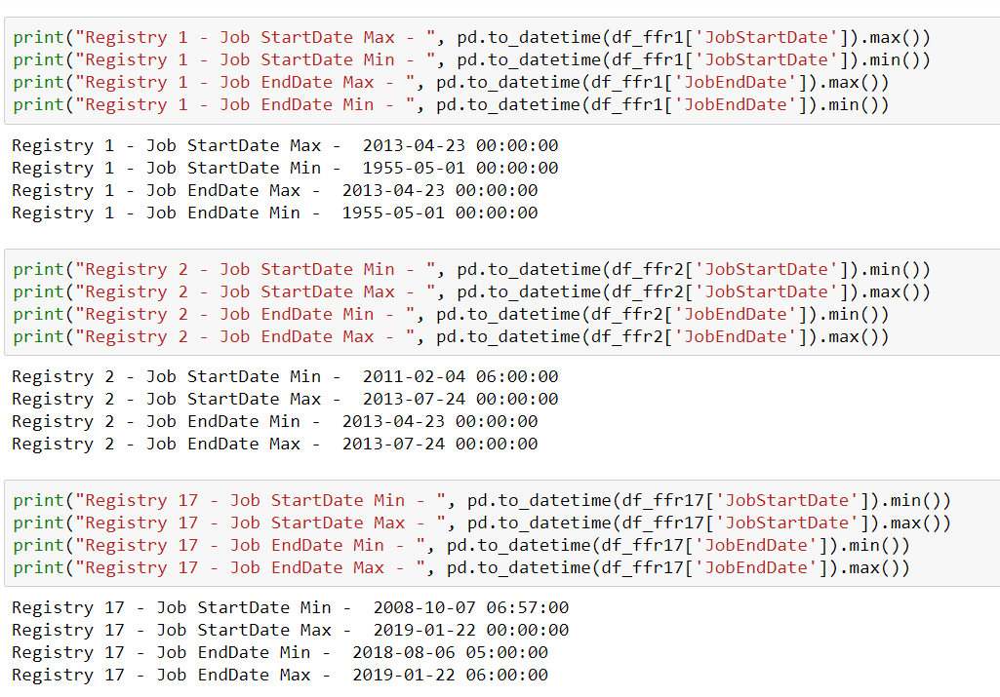 print("Registry 1 - Job StartDate Max - ", pd.to_datetime(df_ffr1['JobStartDate']).max())
print("Registry 1 - Job StartDate Min - ", pd.to_datetime(df_ffr1['JobStartDate']).min())
print("Registry 1 - Job EndDate Max - ", pd.to_datetime(df_ffr1['JobEndDate']).max())
print("Registry 1 - Job EndDate Min - ", pd.to_datetime(df_ffr1['JobEndDate']).min())
Registry 1 - Job StartDate Max -  2013-04-23 00:00:00
Registry 1 - Job StartDate Min -  1955-05-01 00:00:00
Registry 1 - Job EndDate Max -  2013-04-23 00:00:00
Registry 1 - Job EndDate Min -  1955-05-01 00:00:00
print("Registry 2 - Job StartDate Min - ", pd.to_datetime(df_ffr2['JobStartDate']).min())
print("Registry 2 - Job StartDate Max - ", pd.to_datetime(df_ffr2['JobStartDate']).max())
print("Registry 2 - Job EndDate Min - ", pd.to_datetime(df_ffr2['JobEndDate']).min())
print("Registry 2 - Job EndDate Max - ", pd.to_datetime(df_ffr2['JobEndDate']).max())
Registry 2 - Job StartDate Min -  2011-02-04 06:00:00
Registry 2 - Job StartDate Max -  2013-07-24 00:00:00
Registry 2 - Job EndDate Min -  2013-04-23 00:00:00
Registry 2 - Job EndDate Max -  2013-07-24 00:00:00
print("Registry 17 - Job StartDate Min - ", pd.to_datetime(df_ffr17['JobStartDate']).min())
print("Registry 17 - Job StartDate Max - ", pd.to_datetime(df_ffr17['JobStartDate']).max())
print("Registry 17 - Job EndDate Min - ", pd.to_datetime(df_ffr17['JobEndDate']).min())
print("Registry 17 - Job EndDate Max - ", pd.to_datetime(df_ffr17['JobEndDate']).max())
Registry 17 - Job StartDate Min -  2008-10-07 06:57:00
Registry 17 - Job StartDate Max -  2019-01-22 00:00:00
Registry 17 - Job EndDate Min -  2018-08-06 05:00:00
Registry 17 - Job EndDate Max -  2019-01-22 06:00:00